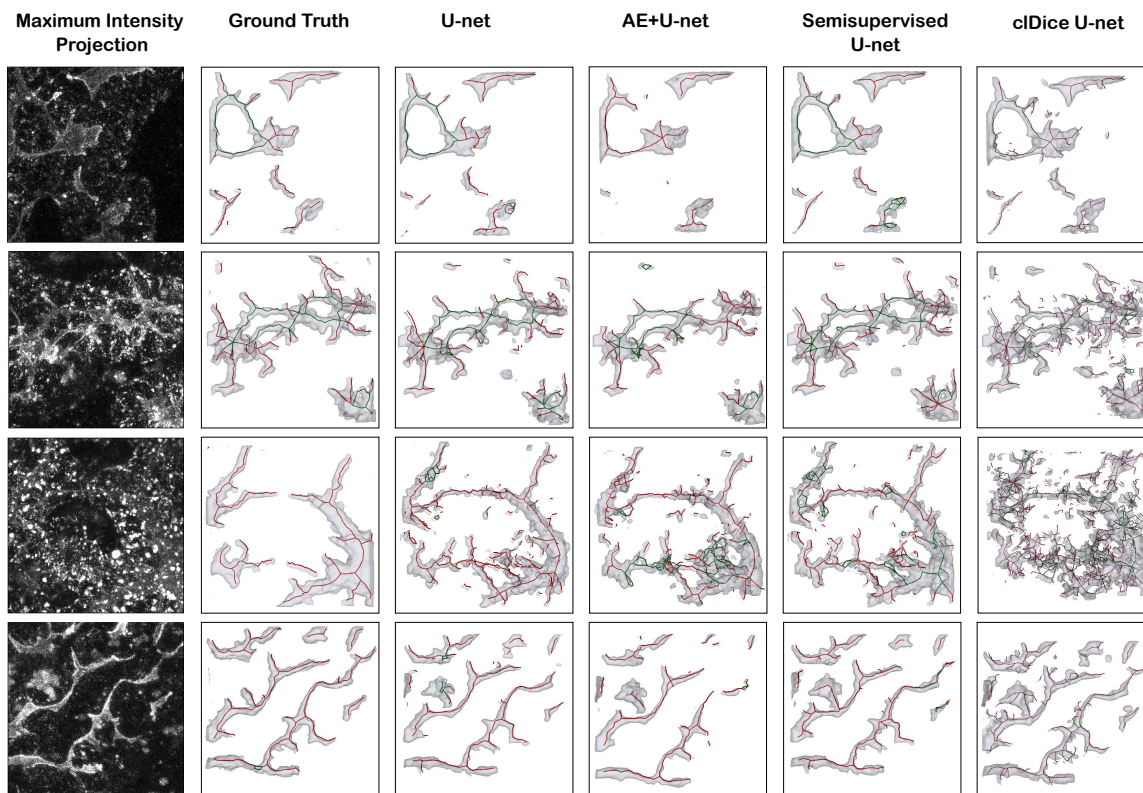 Maximum Intensity
Projection
Ground Truth
U-net
AE+U-net
Semisupervised
U-net
clDice U-net